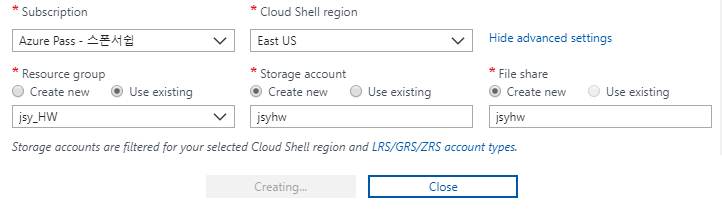 * Subscription
* Cloud Shell region
Azure Pass - 스폰서쉽
East US
Hide advanced settings
* Resource group
* Storage account
* File share
Create new Use existing
Create new Use existing
Create new Use existing
jsy_HW
jsyhw
jsyhw
Storage accounts are filtered for your selected Cloud Shell region and LRS/GRS/ZRS account types.
Creating...
Close